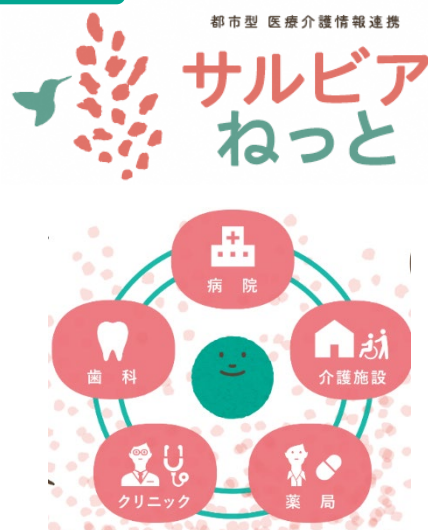 都市型 医療介護情報連携
サルビア
ねっと
病院
歯科
介護施設
クリニック
薬局